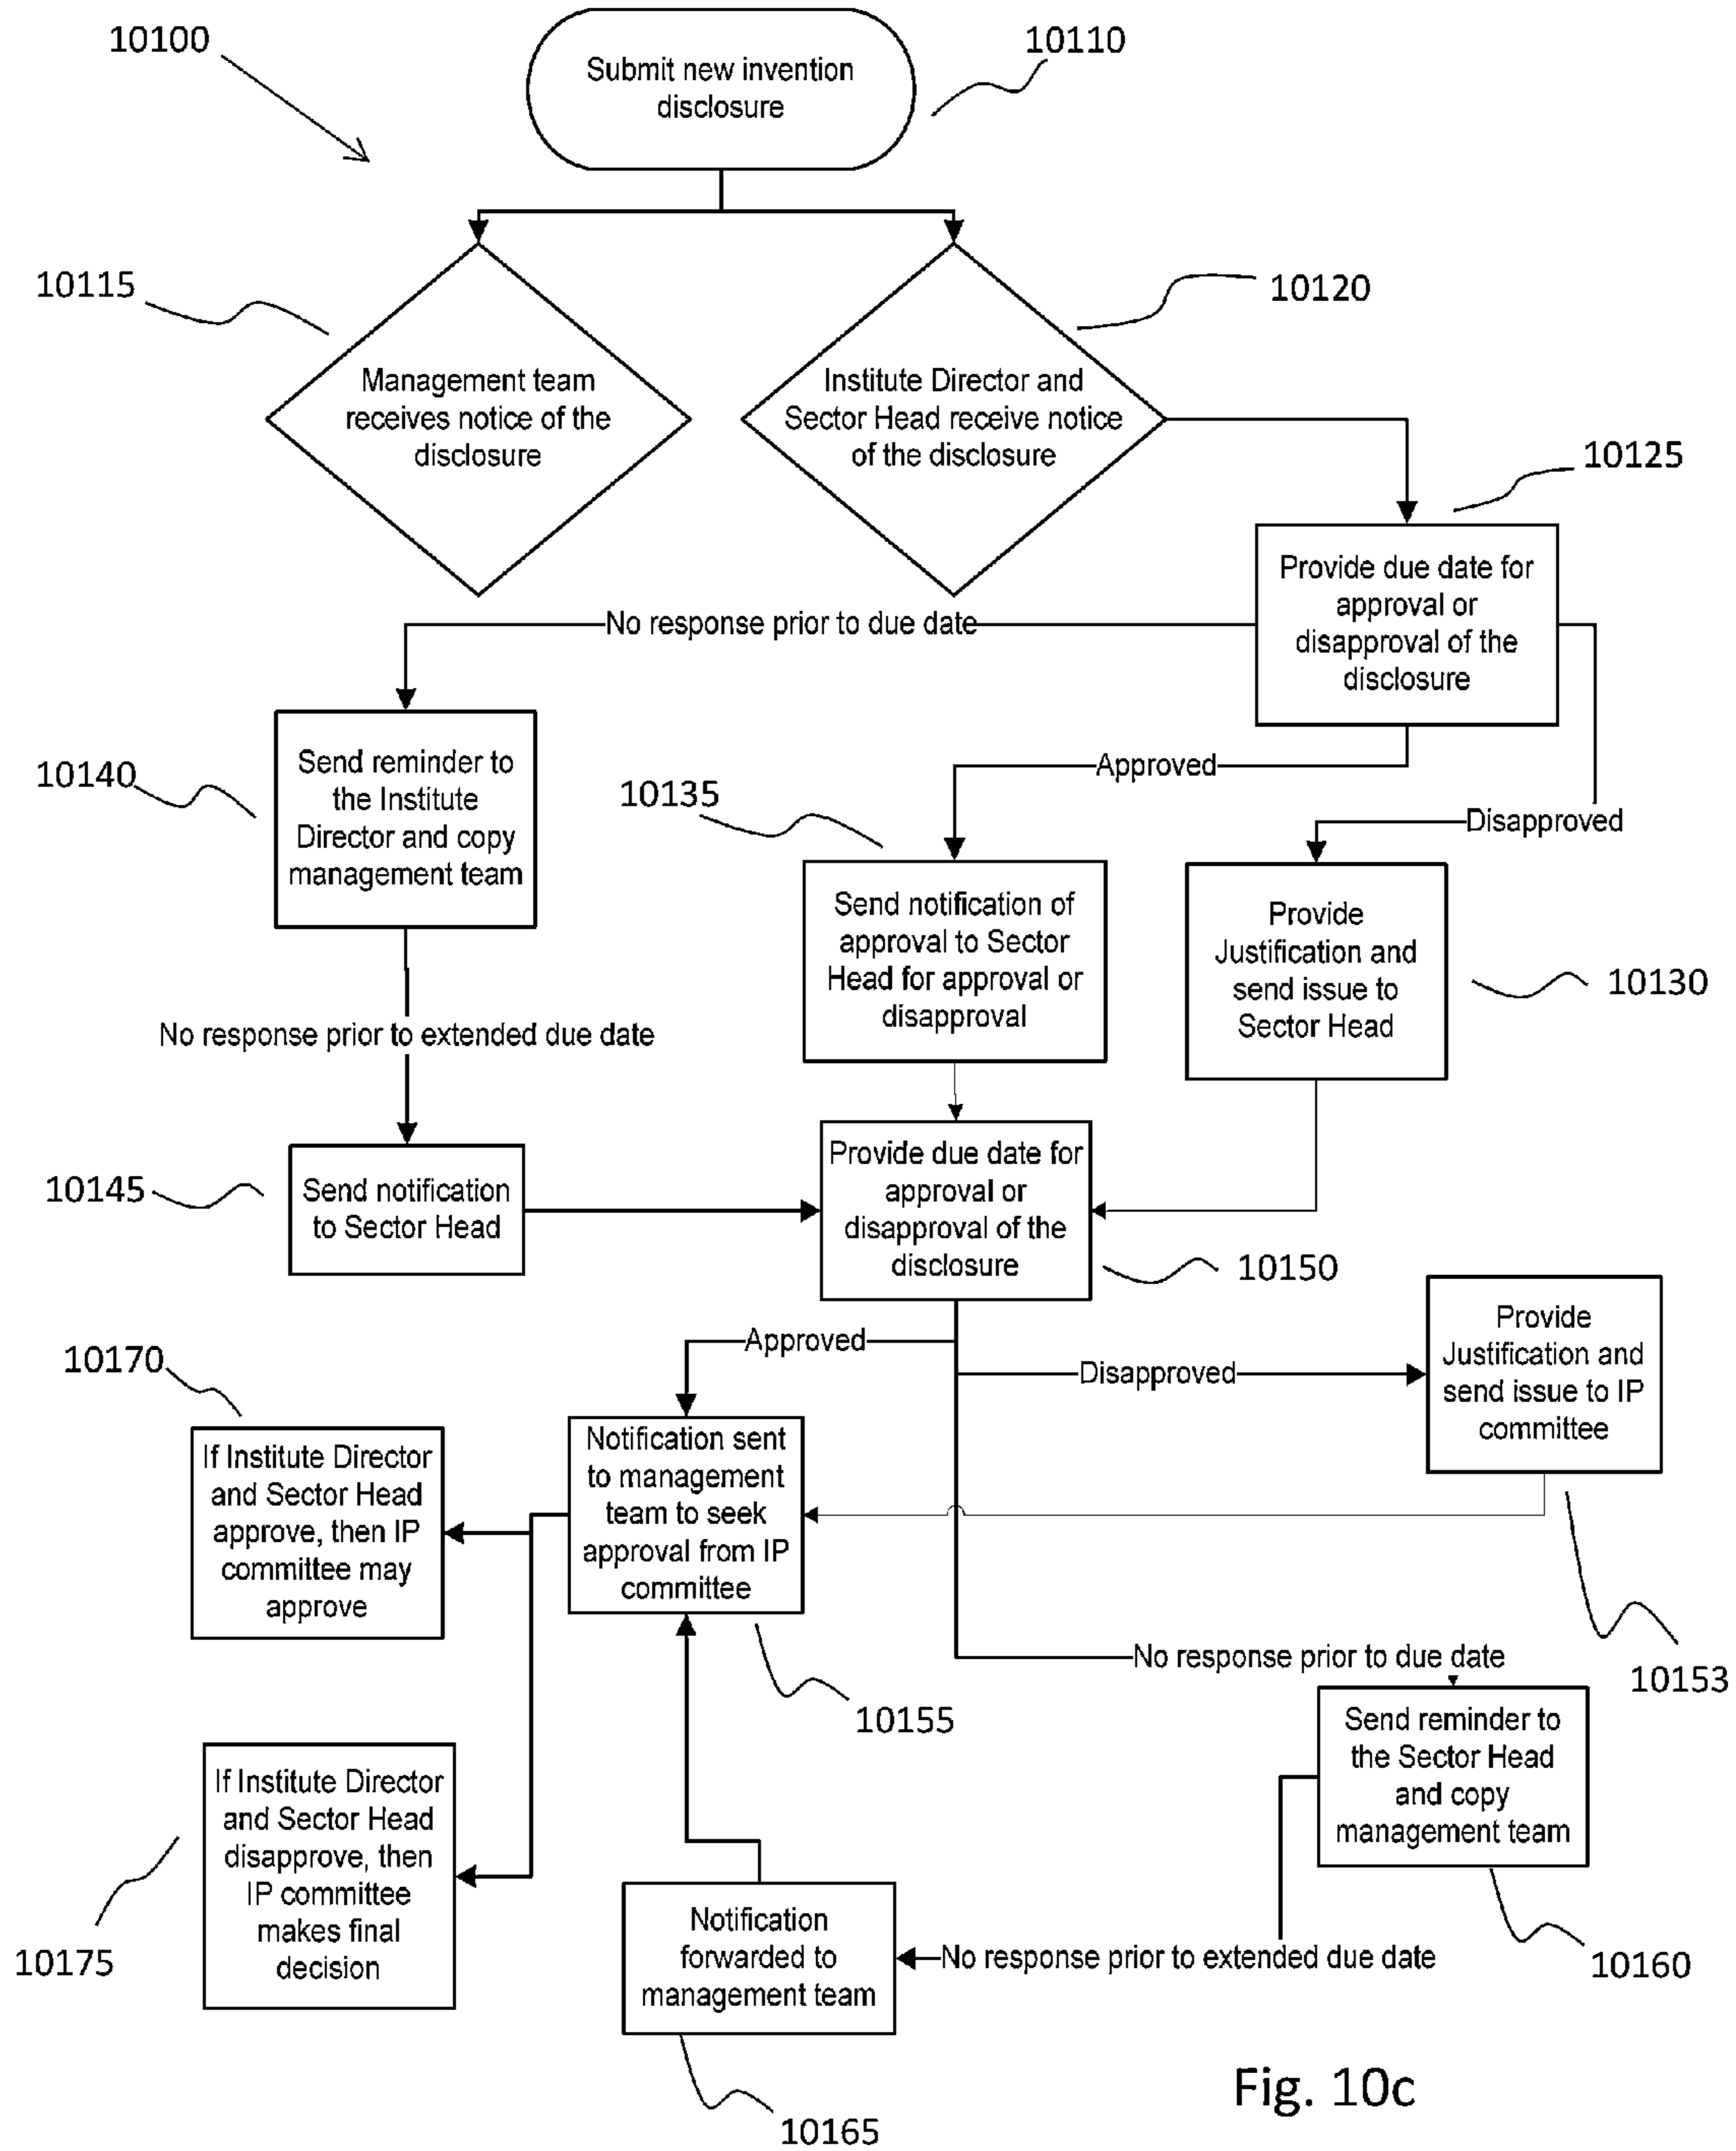 10100
10110
Submit new invention
disclosure
10115
10120
Management team
receives notice of the
disclosure
Institute Director and
Sector Head receive notice
of the disclosure
10125
Provide due date for
approval or
disapproval of the
disclosure
No response prior to due date
10140
Send reminder to
the Institute
Director and copy
management team
Approved
10135
Disapproved
Send notification of
approval to Sector
Head for approval or
disapproval
Provide
Justification and
send issue to
Sector Head
10130
No response prior to extended due date
10145
Send notification
to Sector Head
Provide due date for
approval or
disapproval of the
disclosure
10150
Approved
Disapproved
Provide
Justification and
send issue to IP
committee
10170
If Institute Director
and Sector Head
approve, then IP
committee may
approve
Notification sent
to management
team to seek
approval from IP
committee
No response prior to due date
10153
10155
Send reminder to
the Sector Head
and copy
management team
If Institute Director
and Sector Head
disapprove, then
IP committee
makes final
decision
10175
Notification
forwarded to
management team
No response prior to extended due date
10160
10165
Fig. 10c